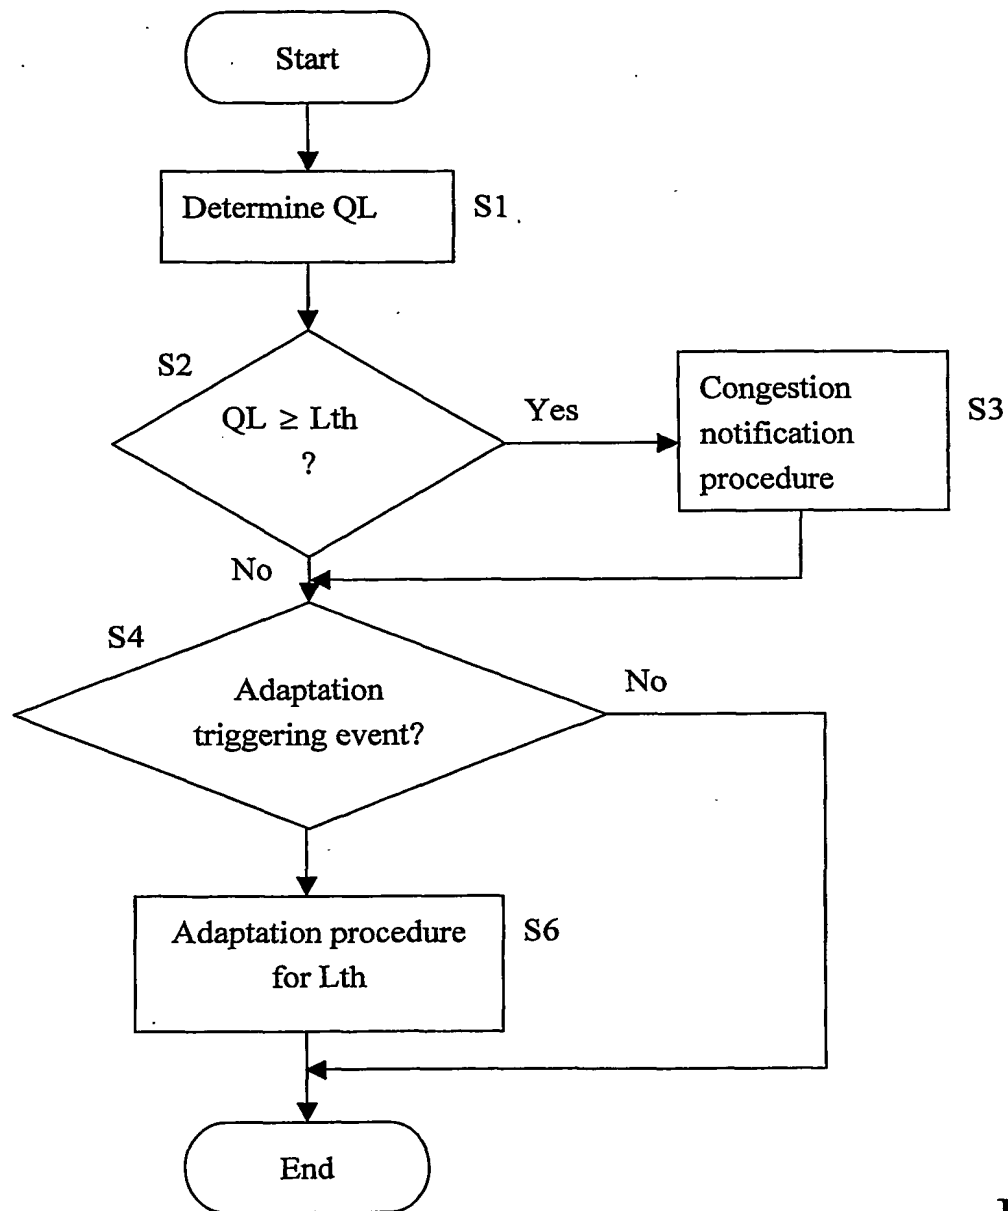 Start
Determine QL
S1
S2
QL ≥ Lth
?
Yes
Congestion
notification
procedure
S3
No
S4
Adaptation
triggering event?
No
Adaptation procedure
for Lth
S6
End